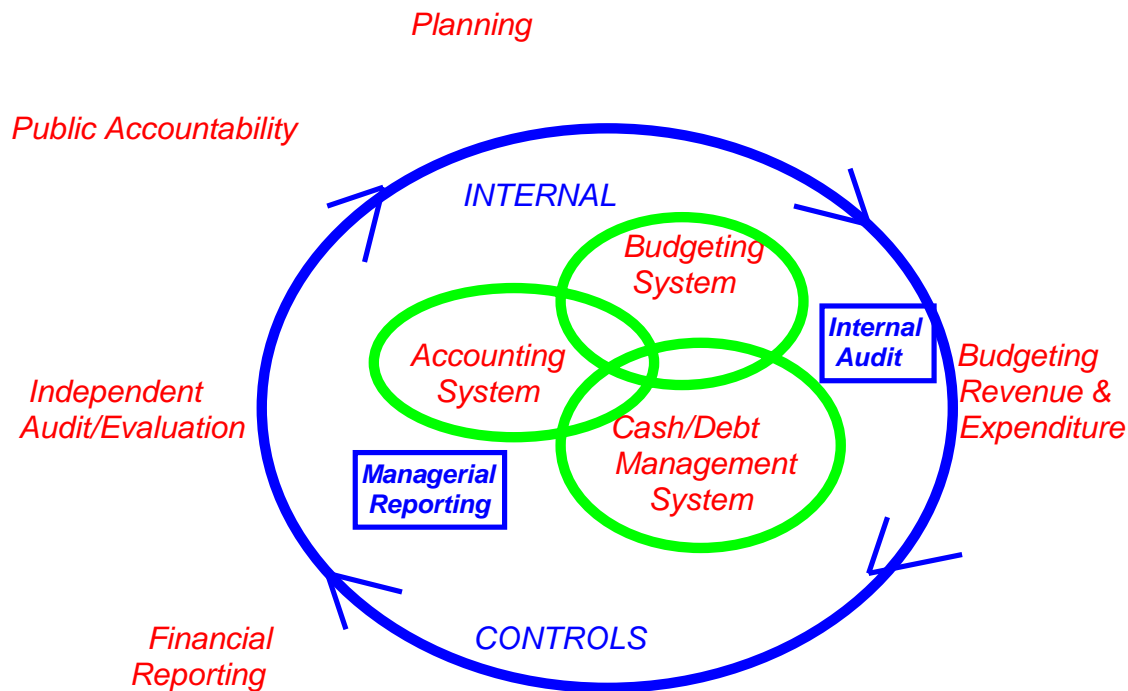 Planning
Public Accountability
INTERNAL
Budgeting
System
Internal
Audit
Accounting
System
Budgeting
Revenue &
Expenditure
Independent
Audit/Evaluation
Cash/Debt
Management
System
Managerial
Reporting
CONTROLS
Financial
Reporting